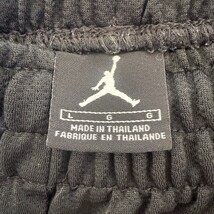 L G G
MADE IN THAILAND
FABRIQUE EN THAILANDE